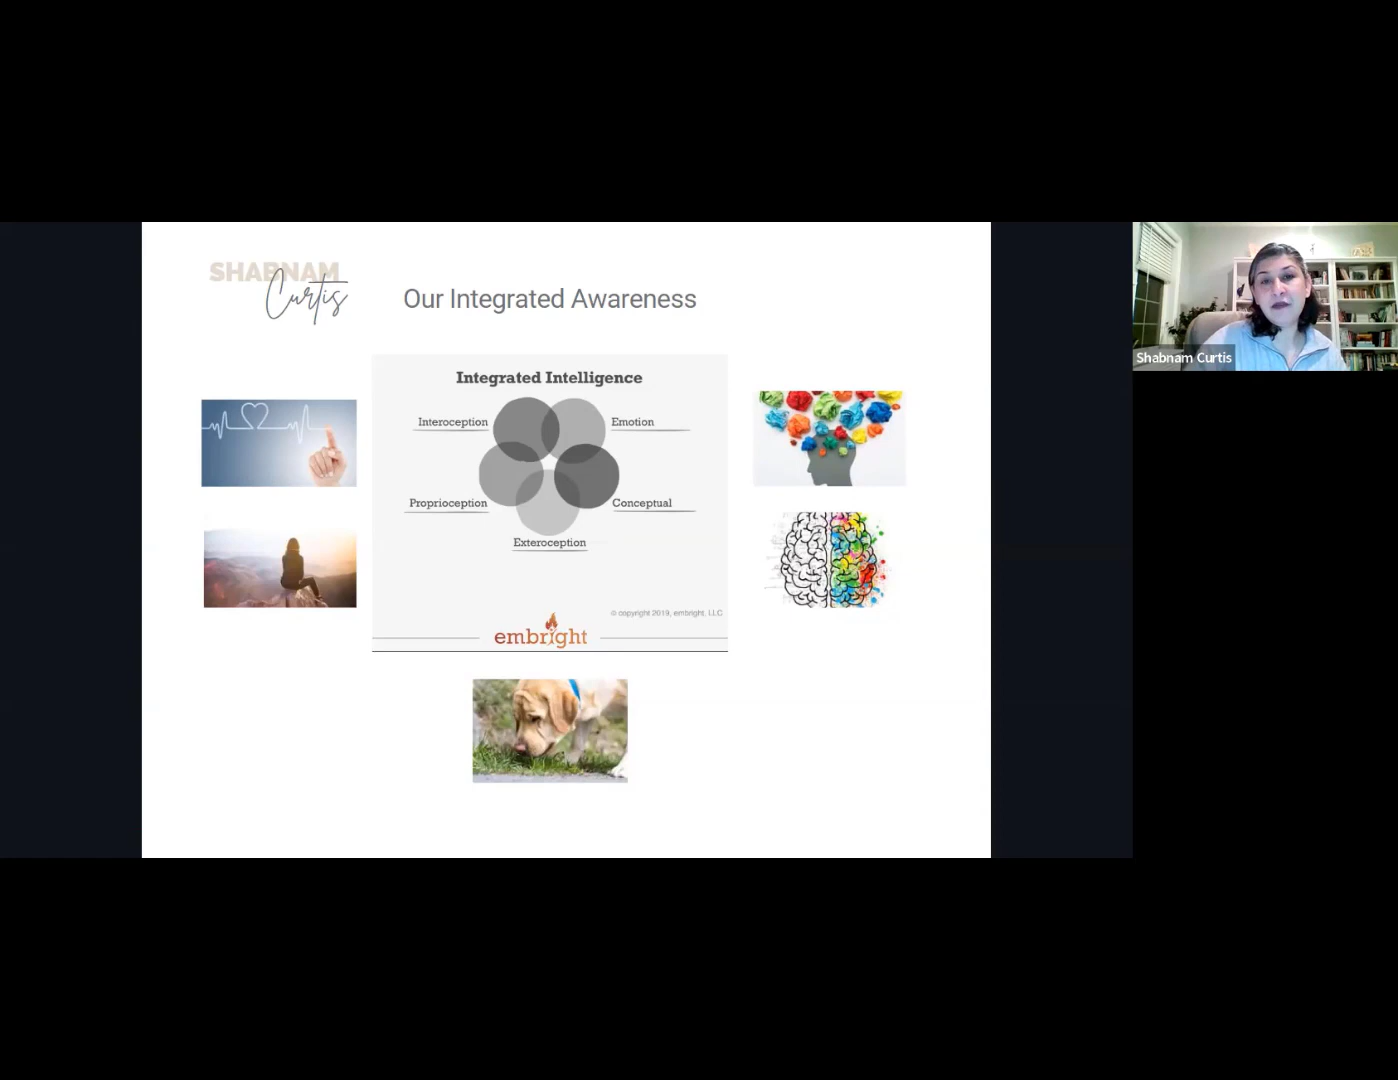 SHABNAM
Curtis
Our Integrated Awareness
Integrated Intelligence
Interoception
Emotion
Proprioception
Conceptual
Exteroception
© copyright 2019, embright, LLC
embright
Shabnam Curtis